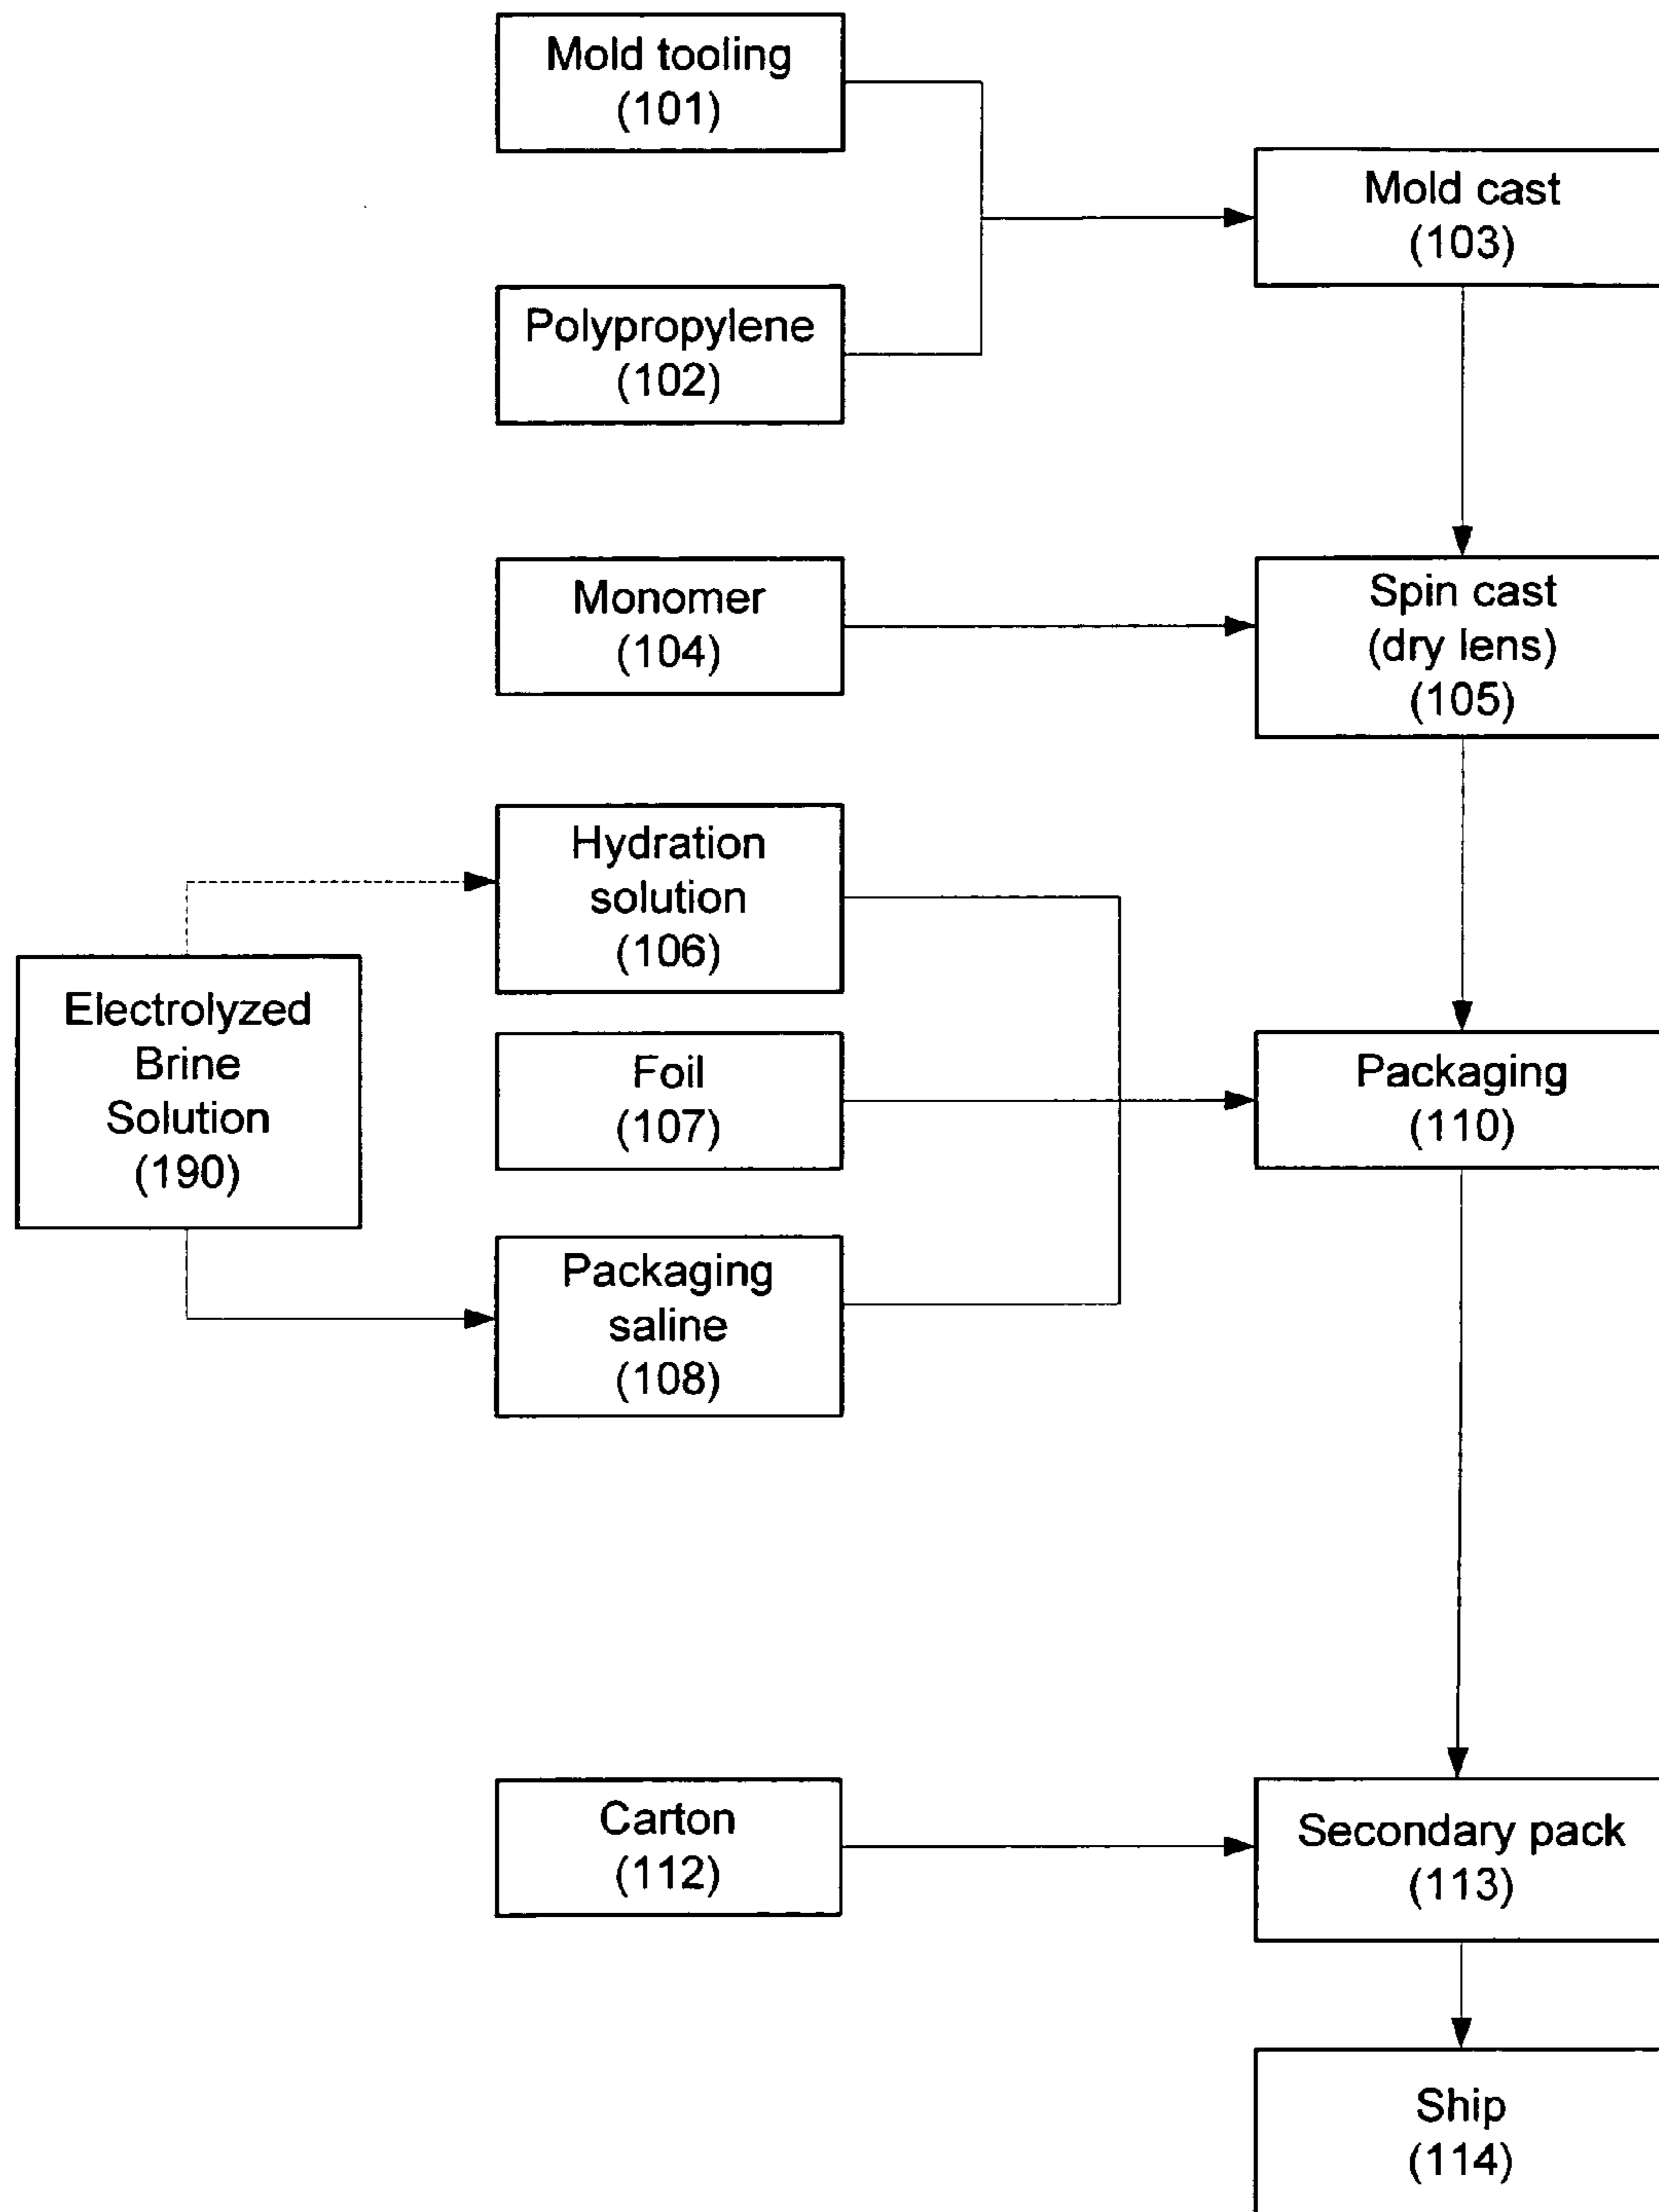 Mold tooling
(101)
Mold cast
(103)
Polypropylene
(102)
Monomer
(104)
Spin cast
(dry lens)
(105)
Hydration
solution
(106)
Electrolyzed
Brine
Solution
(190)
Foil
(107)
Packaging
(110)
Packaging
saline
(108)
Carton
(112)
Secondary pack
(113)
Ship
(114)